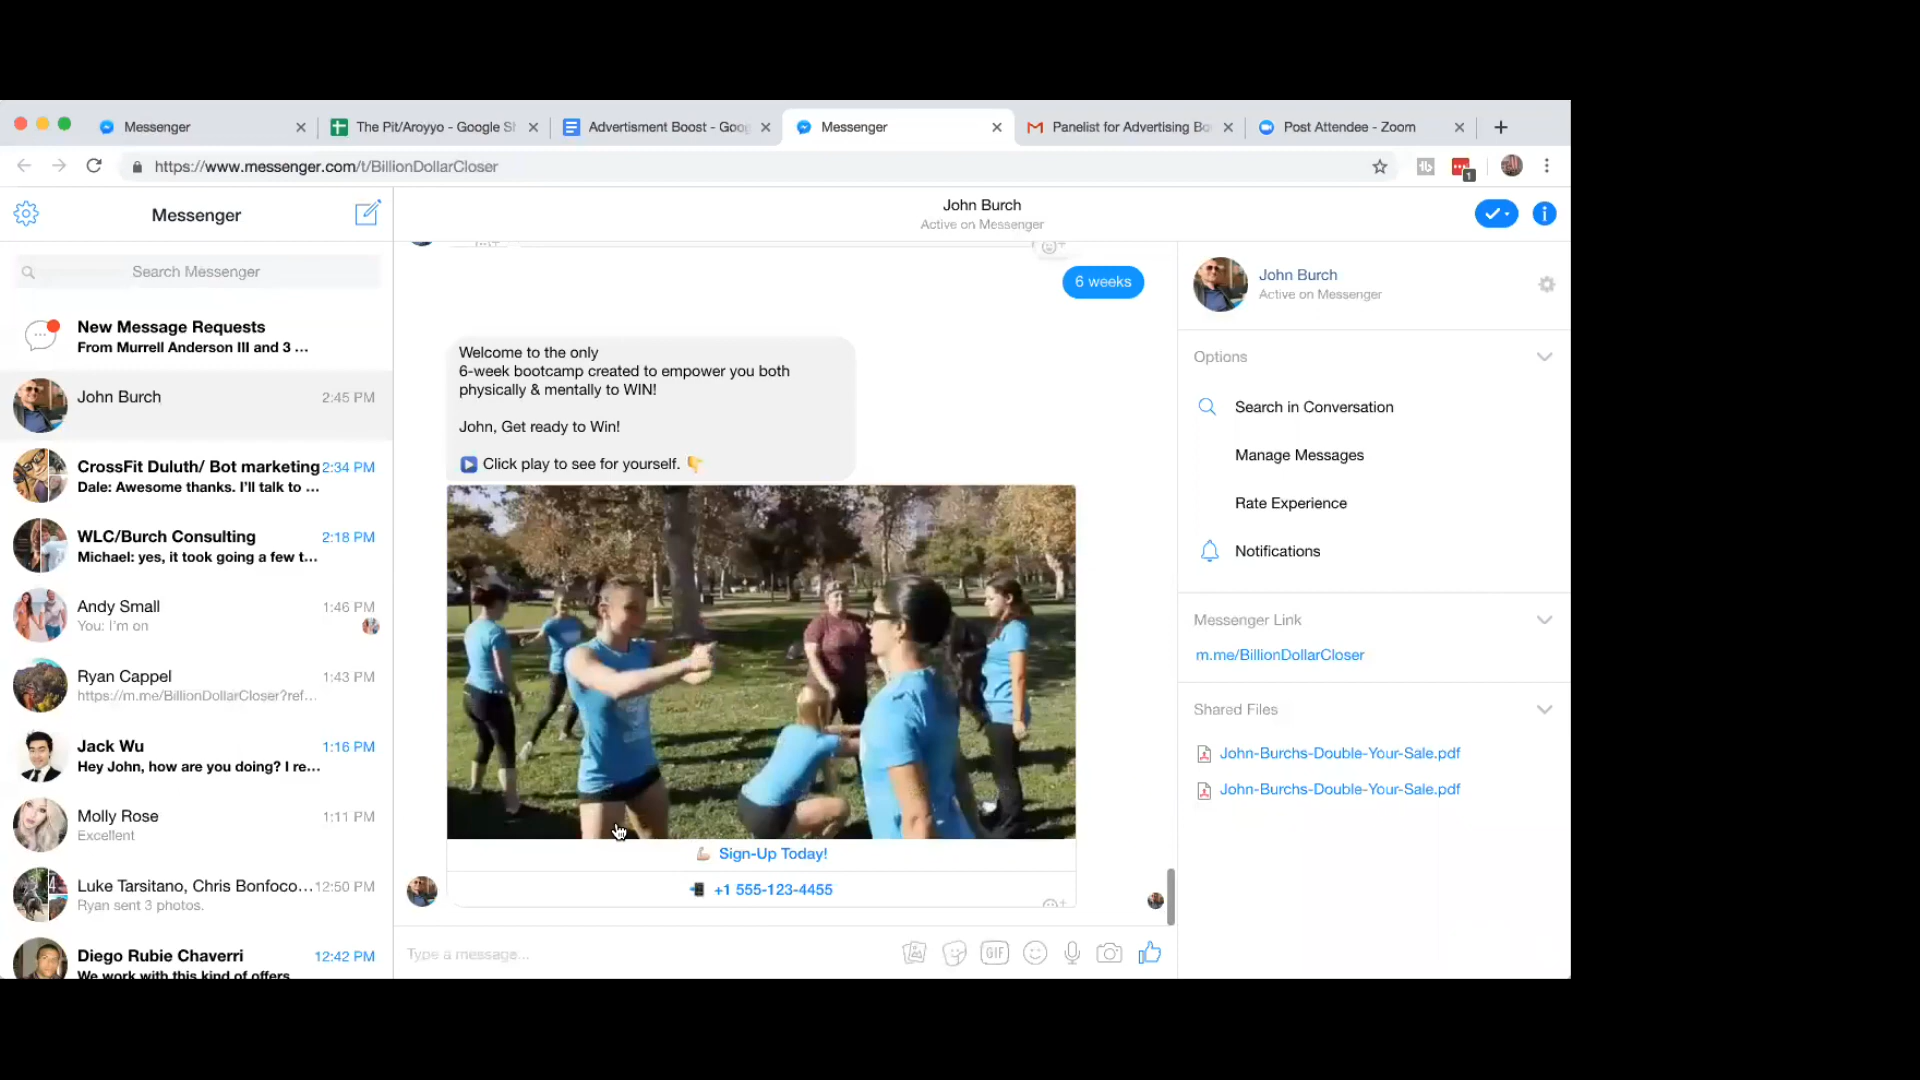 Messenger
The Pit/Aroyyo - Google Sh
Advertisment Boost - Goog
Messenger
Panelist for Advertising Bo
Post Attendee - Zoom
https://www.messenger.com/t/BillionDollarCloser
1
Messenger
John Burch
Active on Messenger
Search Messenger
New Message Requests
From Murrell Anderson III and 3 ...
John Burch
2:45 PM
CrossFit Duluth/ Bot marketing
2:34 PM
Dale: Awesome thanks. I'll talk to ...
WLC/Burch Consulting
2:18 PM
Michael: yes, it took going a few t...
Andy Small
1:46 PM
You: I'm on
Ryan Cappel
1:43 PM
https://m.me/BillionDollarCloser?ref...
Jack Wu
1:16 PM
Hey John, how are you doing? I re...
Molly Rose
1:11 PM
Excellent
Luke Tarsitano, Chris Bonfoco...
12:50 PM
Ryan sent 3 photos.
Diego Rubie Chaverri
12:42 PM
We work with this kind of offers
6 weeks
Welcome to the only
6-week bootcamp created to empower you both
physically & mentally to WIN!
John, Get ready to Win!
▶️ Click play to see for yourself. 👇
💪 Sign-Up Today!
📲 +1 555-123-4455
Type a message...
GIF
John Burch
Active on Messenger
Options
Search in Conversation
Manage Messages
Rate Experience
Notifications
Messenger Link
m.me/BillionDollarCloser
Shared Files
John-Burchs-Double-Your-Sale.pdf
John-Burchs-Double-Your-Sale.pdf